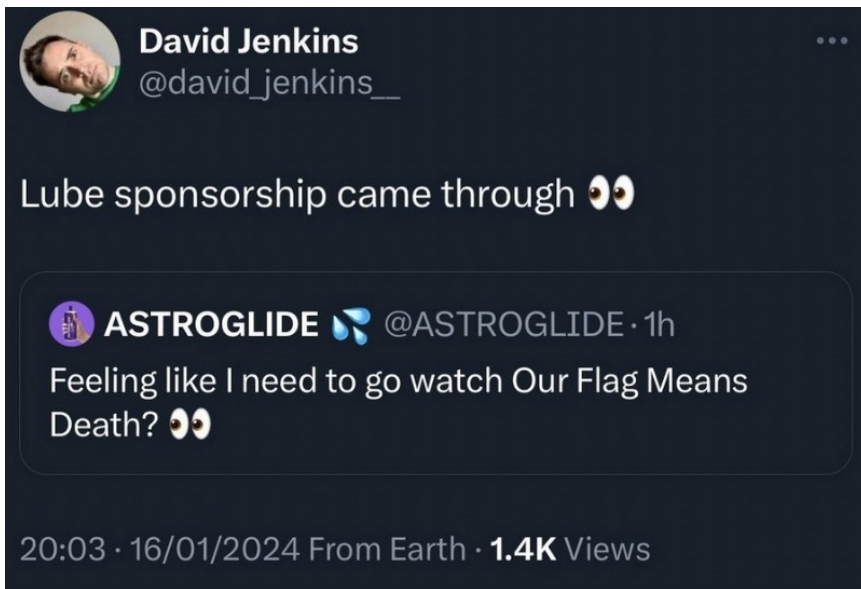 David Jenkins
@david_jenkins__
Lube sponsorship came through 👀
ASTROGLIDE 💦 @ASTROGLIDE · 1h
Feeling like I need to go watch Our Flag Means
Death? 👀
20:03 · 16/01/2024 From Earth · 1.4K Views